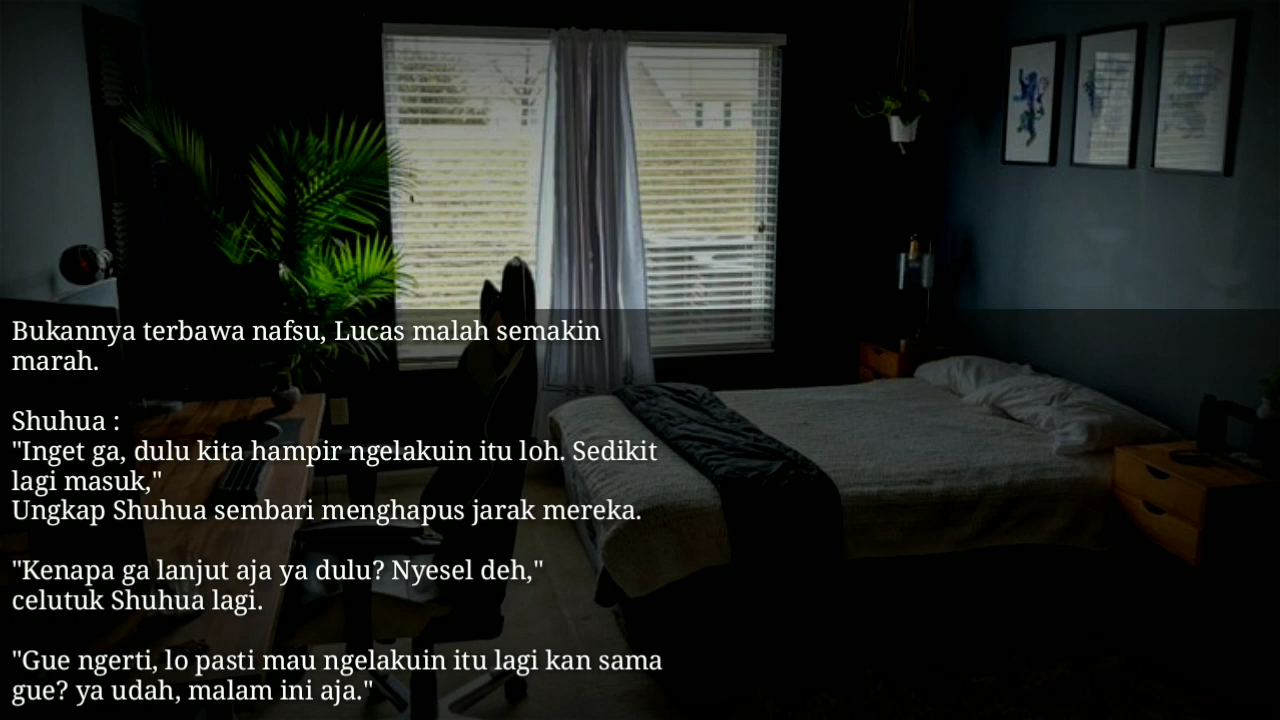 Bukannya terbawa nafsu, Lucas malah semakin
marah.
Shuhua :
"Inget ga, dulu kita hampir ngelakuin itu loh. Sedikit
lagi masuk,"
Ungkap Shuhua sembari menghapus jarak mereka.
"Kenapa ga lanjut aja ya dulu? Nyesel deh,"
celutuk Shuhua lagi.
"Gue ngerti, lo pasti mau ngelakuin itu lagi kan sama
gue? ya udah, malam ini aja."